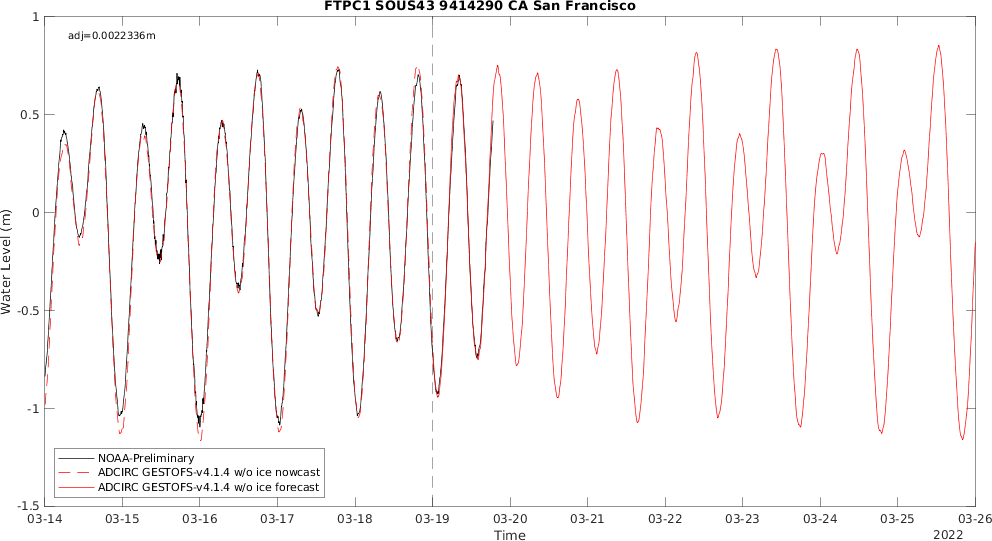 FTPC1 SOUS43 9414290 CA San Francisco
adj=0.0022336m
1
0.5
0
-0.5
-1
-1.5
Water Level (m)
NOAA-Preliminary
ADCIRC GESTOFS-v4.1.4 w/o ice nowcast
ADCIRC GESTOFS-v4.1.4 w/o ice forecast
03-14 03-15 03-16 03-17 03-18 03-19 03-20 03-21 03-22 03-23 03-24 03-25 03-26
Time
2022